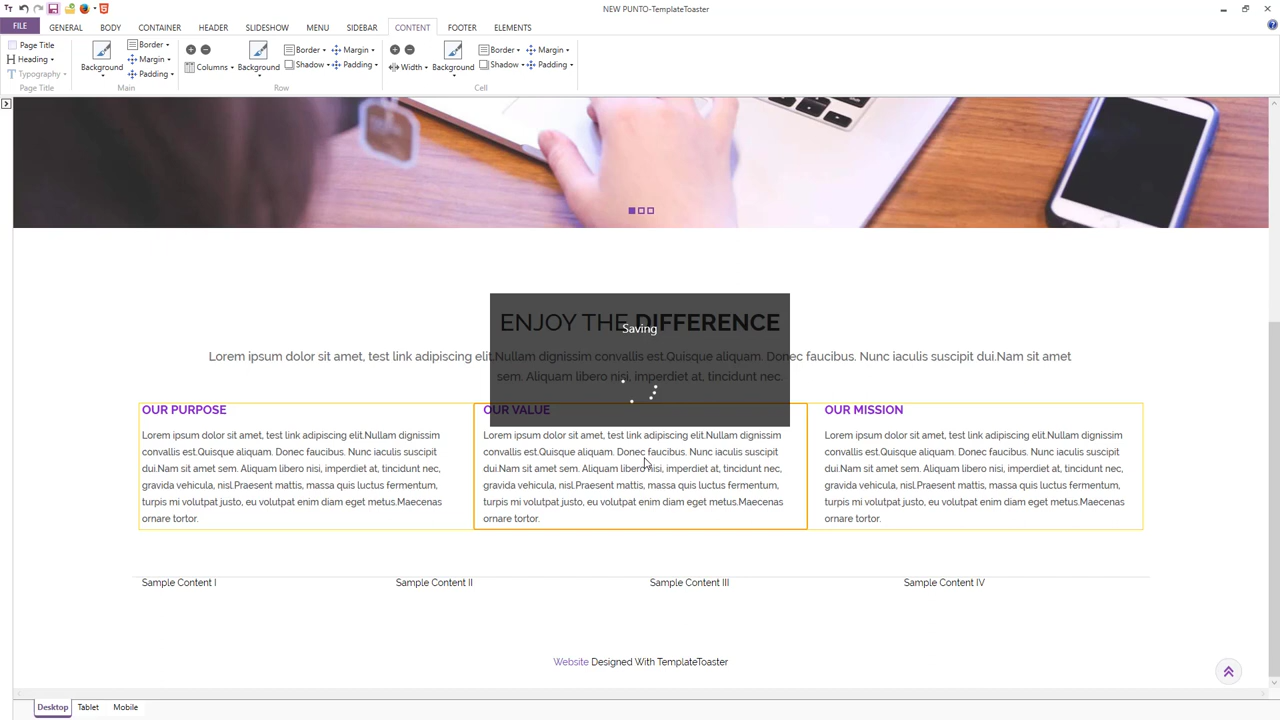 NEW PUNTO-TemplateToaster
FILE GENERAL BODY CONTAINER HEADER SLIDESHOW MENU SIDEBAR CONTENT FOOTER ELEMENTS
Page Title
Heading
Typography
Page Title
Background
Border
Margin
Padding
Main
Columns
Background
Border
Shadow
Margin
Padding
Row
Width
Background
Border
Shadow
Margin
Padding
Cell
ENJOY THE DIFFERENCE
Saving
Lorem ipsum dolor sit amet, test link adipiscing elit.Nullam dignissim convallis est.Quisque aliquam. Donec faucibus. Nunc iaculis suscipit dui.Nam sit amet
sem. Aliquam libero nisi, imperdiet at, tincidunt nec.
OUR PURPOSE
Lorem ipsum dolor sit amet, test link adipiscing elit.Nullam dignissim
convallis est.Quisque aliquam. Donec faucibus. Nunc iaculis suscipit
dui.Nam sit amet sem. Aliquam libero nisi, imperdiet at, tincidunt nec,
gravida vehicula, nisl.Praesent mattis, massa quis luctus fermentum,
turpis mi volutpat justo, eu volutpat enim diam eget metus.Maecenas
ornare tortor.
OUR VALUE
Lorem ipsum dolor sit amet, test link adipiscing elit.Nullam dignissim
convallis est.Quisque aliquam. Donec faucibus. Nunc iaculis suscipit
dui.Nam sit amet sem. Aliquam libero nisi, imperdiet at, tincidunt nec,
gravida vehicula, nisl.Praesent mattis, massa quis luctus fermentum,
turpis mi volutpat justo, eu volutpat enim diam eget metus.Maecenas
ornare tortor.
OUR MISSION
Lorem ipsum dolor sit amet, test link adipiscing elit.Nullam dignissim
convallis est.Quisque aliquam. Donec faucibus. Nunc iaculis suscipit
dui.Nam sit amet sem. Aliquam libero nisi, imperdiet at, tincidunt nec,
gravida vehicula, nisl.Praesent mattis, massa quis luctus fermentum,
turpis mi volutpat justo, eu volutpat enim diam eget metus.Maecenas
ornare tortor.
Sample Content I Sample Content II Sample Content III Sample Content IV
Website Designed With TemplateToaster
Desktop Tablet Mobile